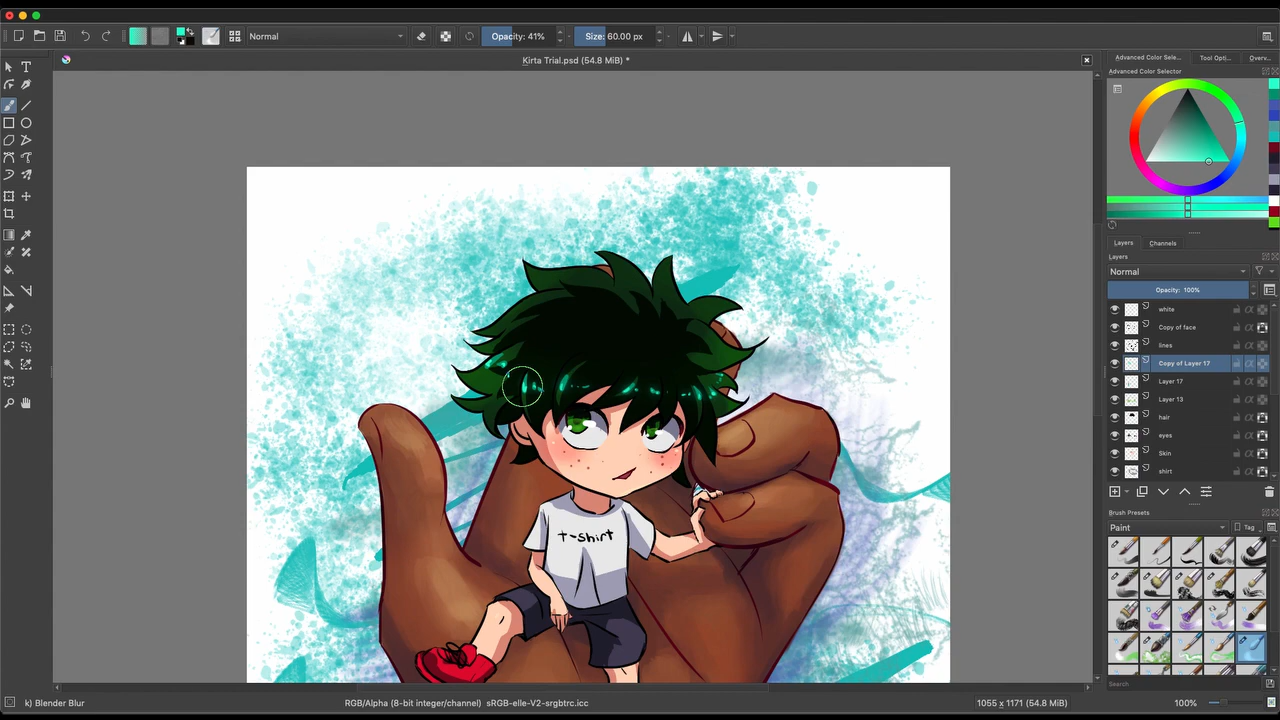 Normal
Opacity: 41%
Size: 60.00 px
Kirta Trial.psd (54.8 MiB) *
Advanced Color Sele...
Tool Opti...
Overv...
Advanced Color Selector
Layers
Channels
Layers
Normal
Opacity: 100%
white
Copy of face
lines
Copy of Layer 17
Layer 17
Layer 13
hair
eyes
Skin
shirt
T-Shirt
Brush Presets
Paint
Tag
Search
k) Blender Blur
RGB/Alpha (8-bit integer/channel) sRGB-elle-V2-srgbtrc.icc
1055 x 1171 (54.8 MiB)
100%